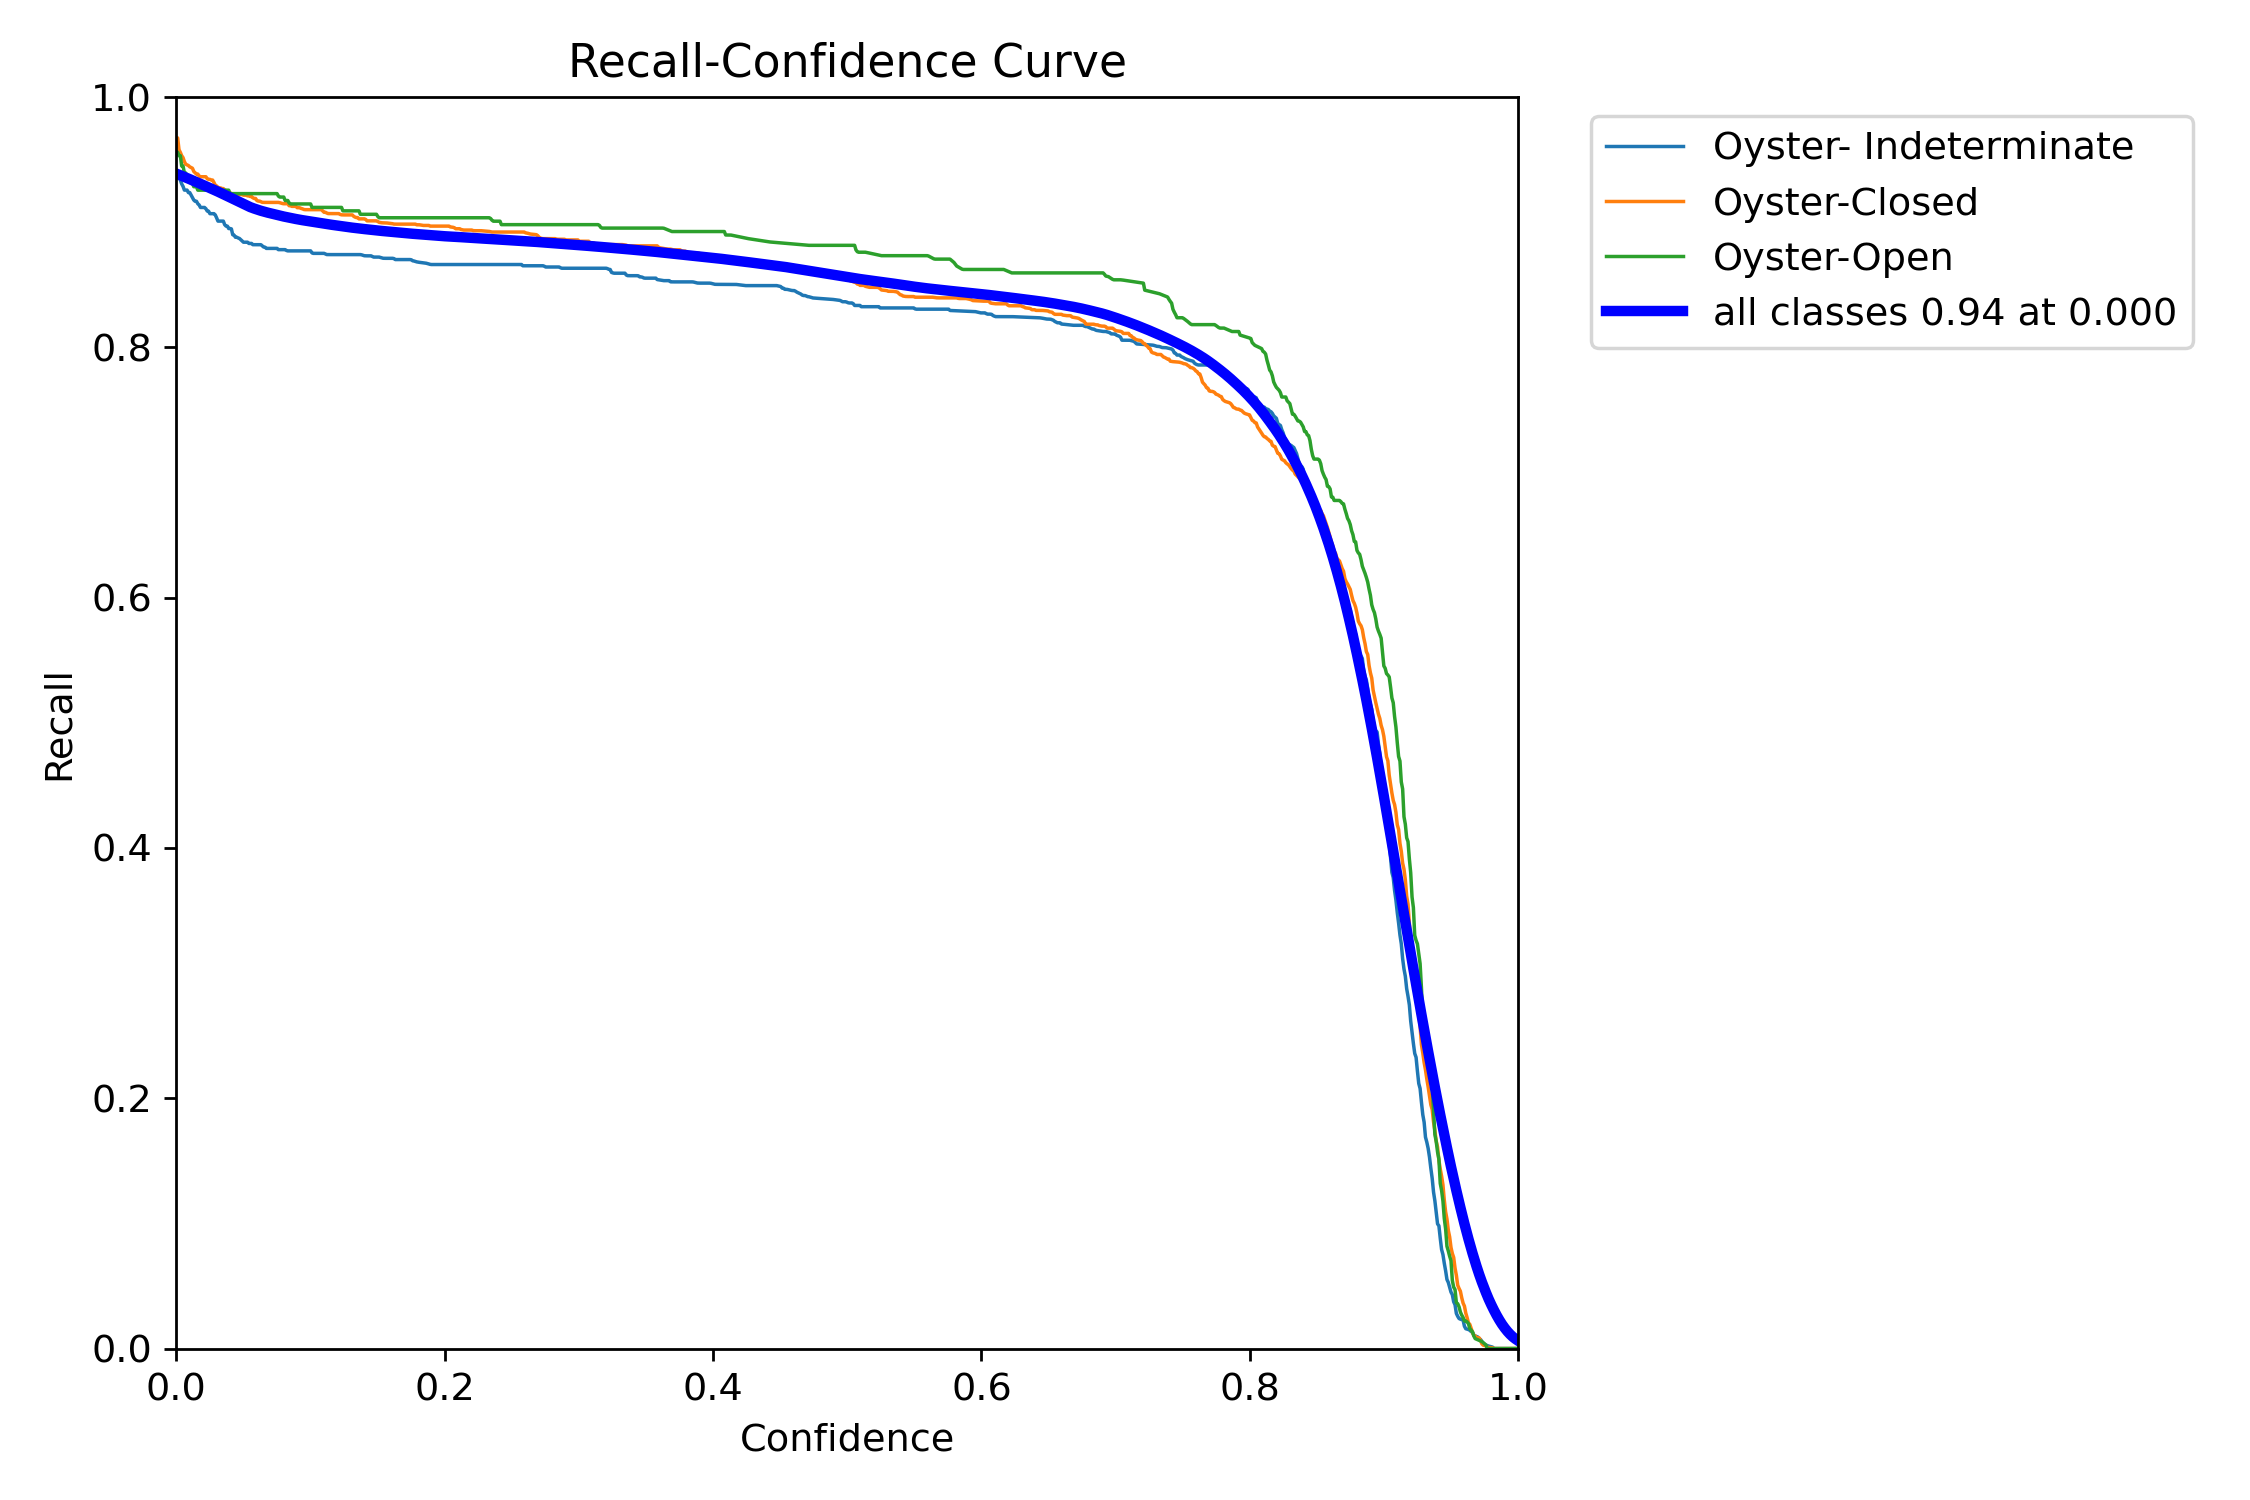 Recall-Confidence Curve
1.0
0.8
0.6
0.4
0.2
0.0
Recall
0.0 0.2 0.4 0.6 0.8 1.0
Confidence
Oyster- Indeterminate
Oyster-Closed
Oyster-Open
all classes 0.94 at 0.000